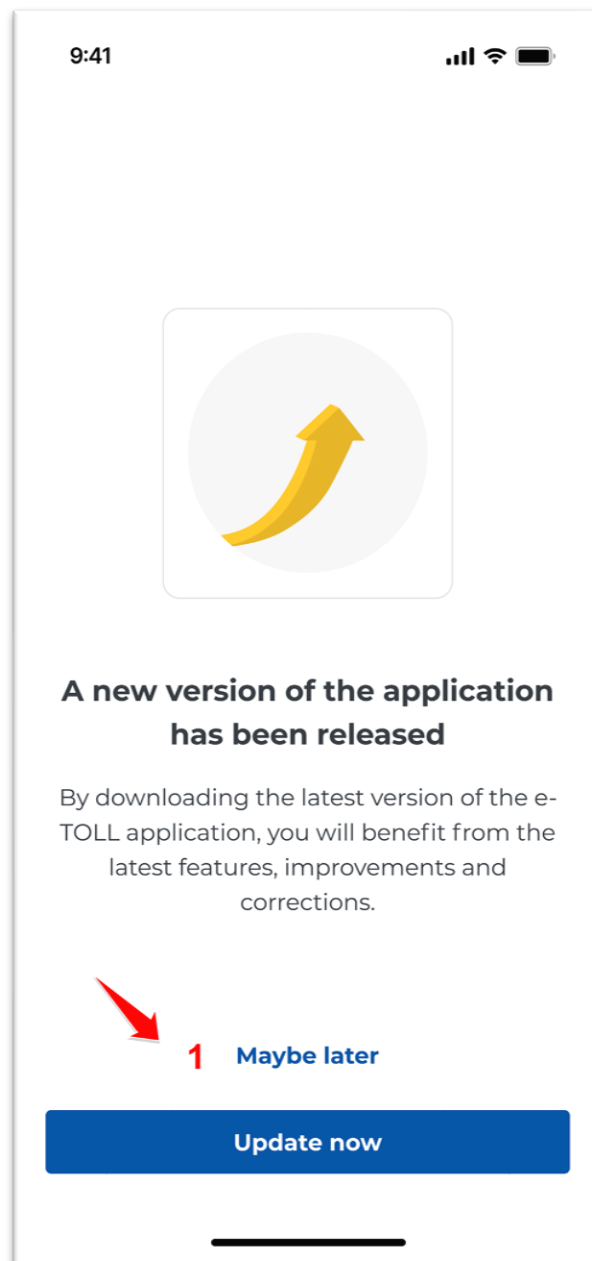 9:41
A new version of the application
has been released
By downloading the latest version of the e-
TOLL application, you will benefit from the
latest features, improvements and
corrections.
1 Maybe later
Update now